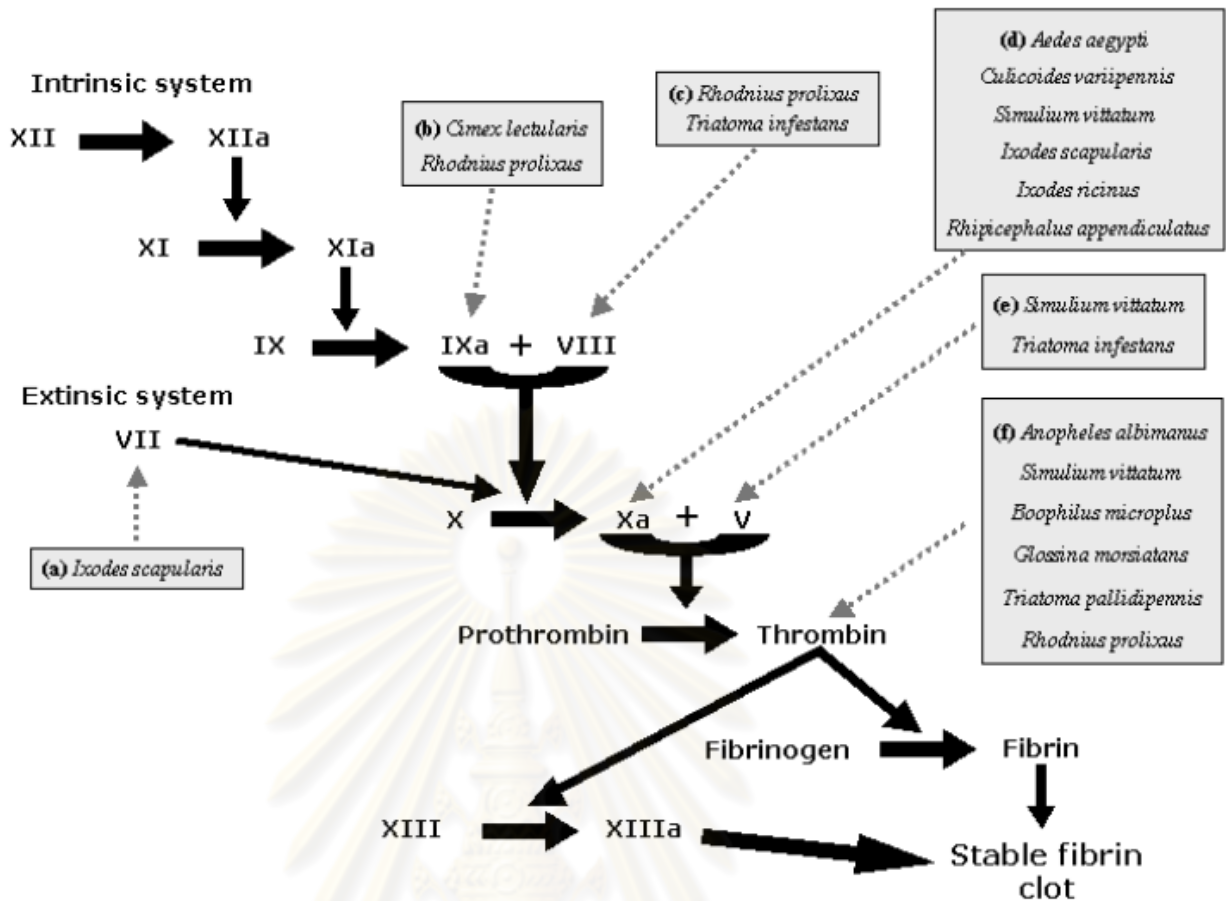 Intrinsic system
XII
XIIa
XI
XIa
IX
IXa + VIII
(b) Cimex lectularis
Rhodnius prolixus
(c) Rhodnius prolixus
Triatoma infestans
(d) Aedes aegypti
Culicoides variipennis
Simulium vittatum
Ixodes scapularis
Ixodes ricinus
Rhipicephalus appendiculatus
(e) Simulium vittatum
Triatoma infestans
Extinsic system
VII
(a) Ixodes scapularis
X
Xa + V
(f) Anopheles albimanus
Simulium vittatum
Boophilus microplus
Glossina morsiatans
Triatoma pallidipennis
Rhodnius prolixus
Prothrombin
Thrombin
Fibrinogen
Fibrin
XIII
XIIIa
Stable fibrin
clot